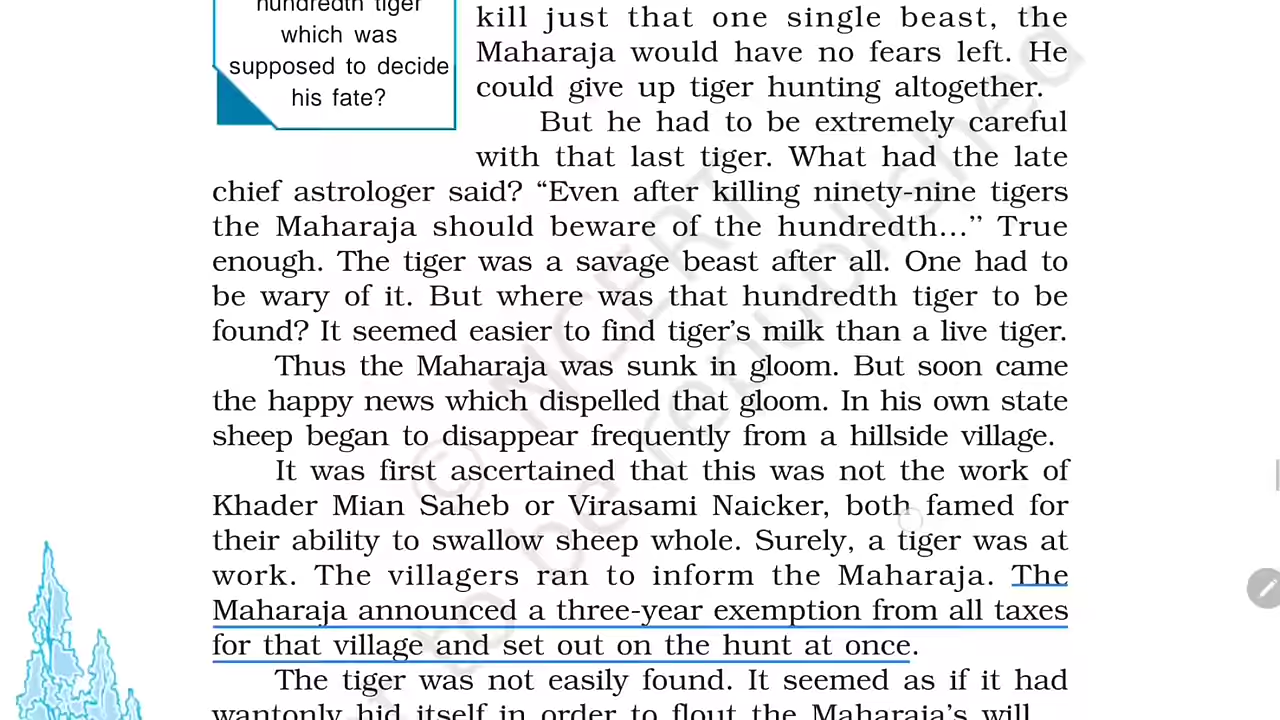 hundredth tiger
which was
supposed to decide
his fate?
kill just that one single beast, the
Maharaja would have no fears left. He
could give up tiger hunting altogether.
But he had to be extremely careful
with that last tiger. What had the late
chief astrologer said? “Even after killing ninety-nine tigers
the Maharaja should beware of the hundredth...’’ True
enough. The tiger was a savage beast after all. One had to
be wary of it. But where was that hundredth tiger to be
found? It seemed easier to find tiger’s milk than a live tiger.
Thus the Maharaja was sunk in gloom. But soon came
the happy news which dispelled that gloom. In his own state
sheep began to disappear frequently from a hillside village.
It was first ascertained that this was not the work of
Khader Mian Saheb or Virasami Naicker, both famed for
their ability to swallow sheep whole. Surely, a tiger was at
work. The villagers ran to inform the Maharaja. The
Maharaja announced a three-year exemption from all taxes
for that village and set out on the hunt at once.
The tiger was not easily found. It seemed as if it had
wantonly hid itself in order to flout the Maharaja’s will.
© NCERT
be republished